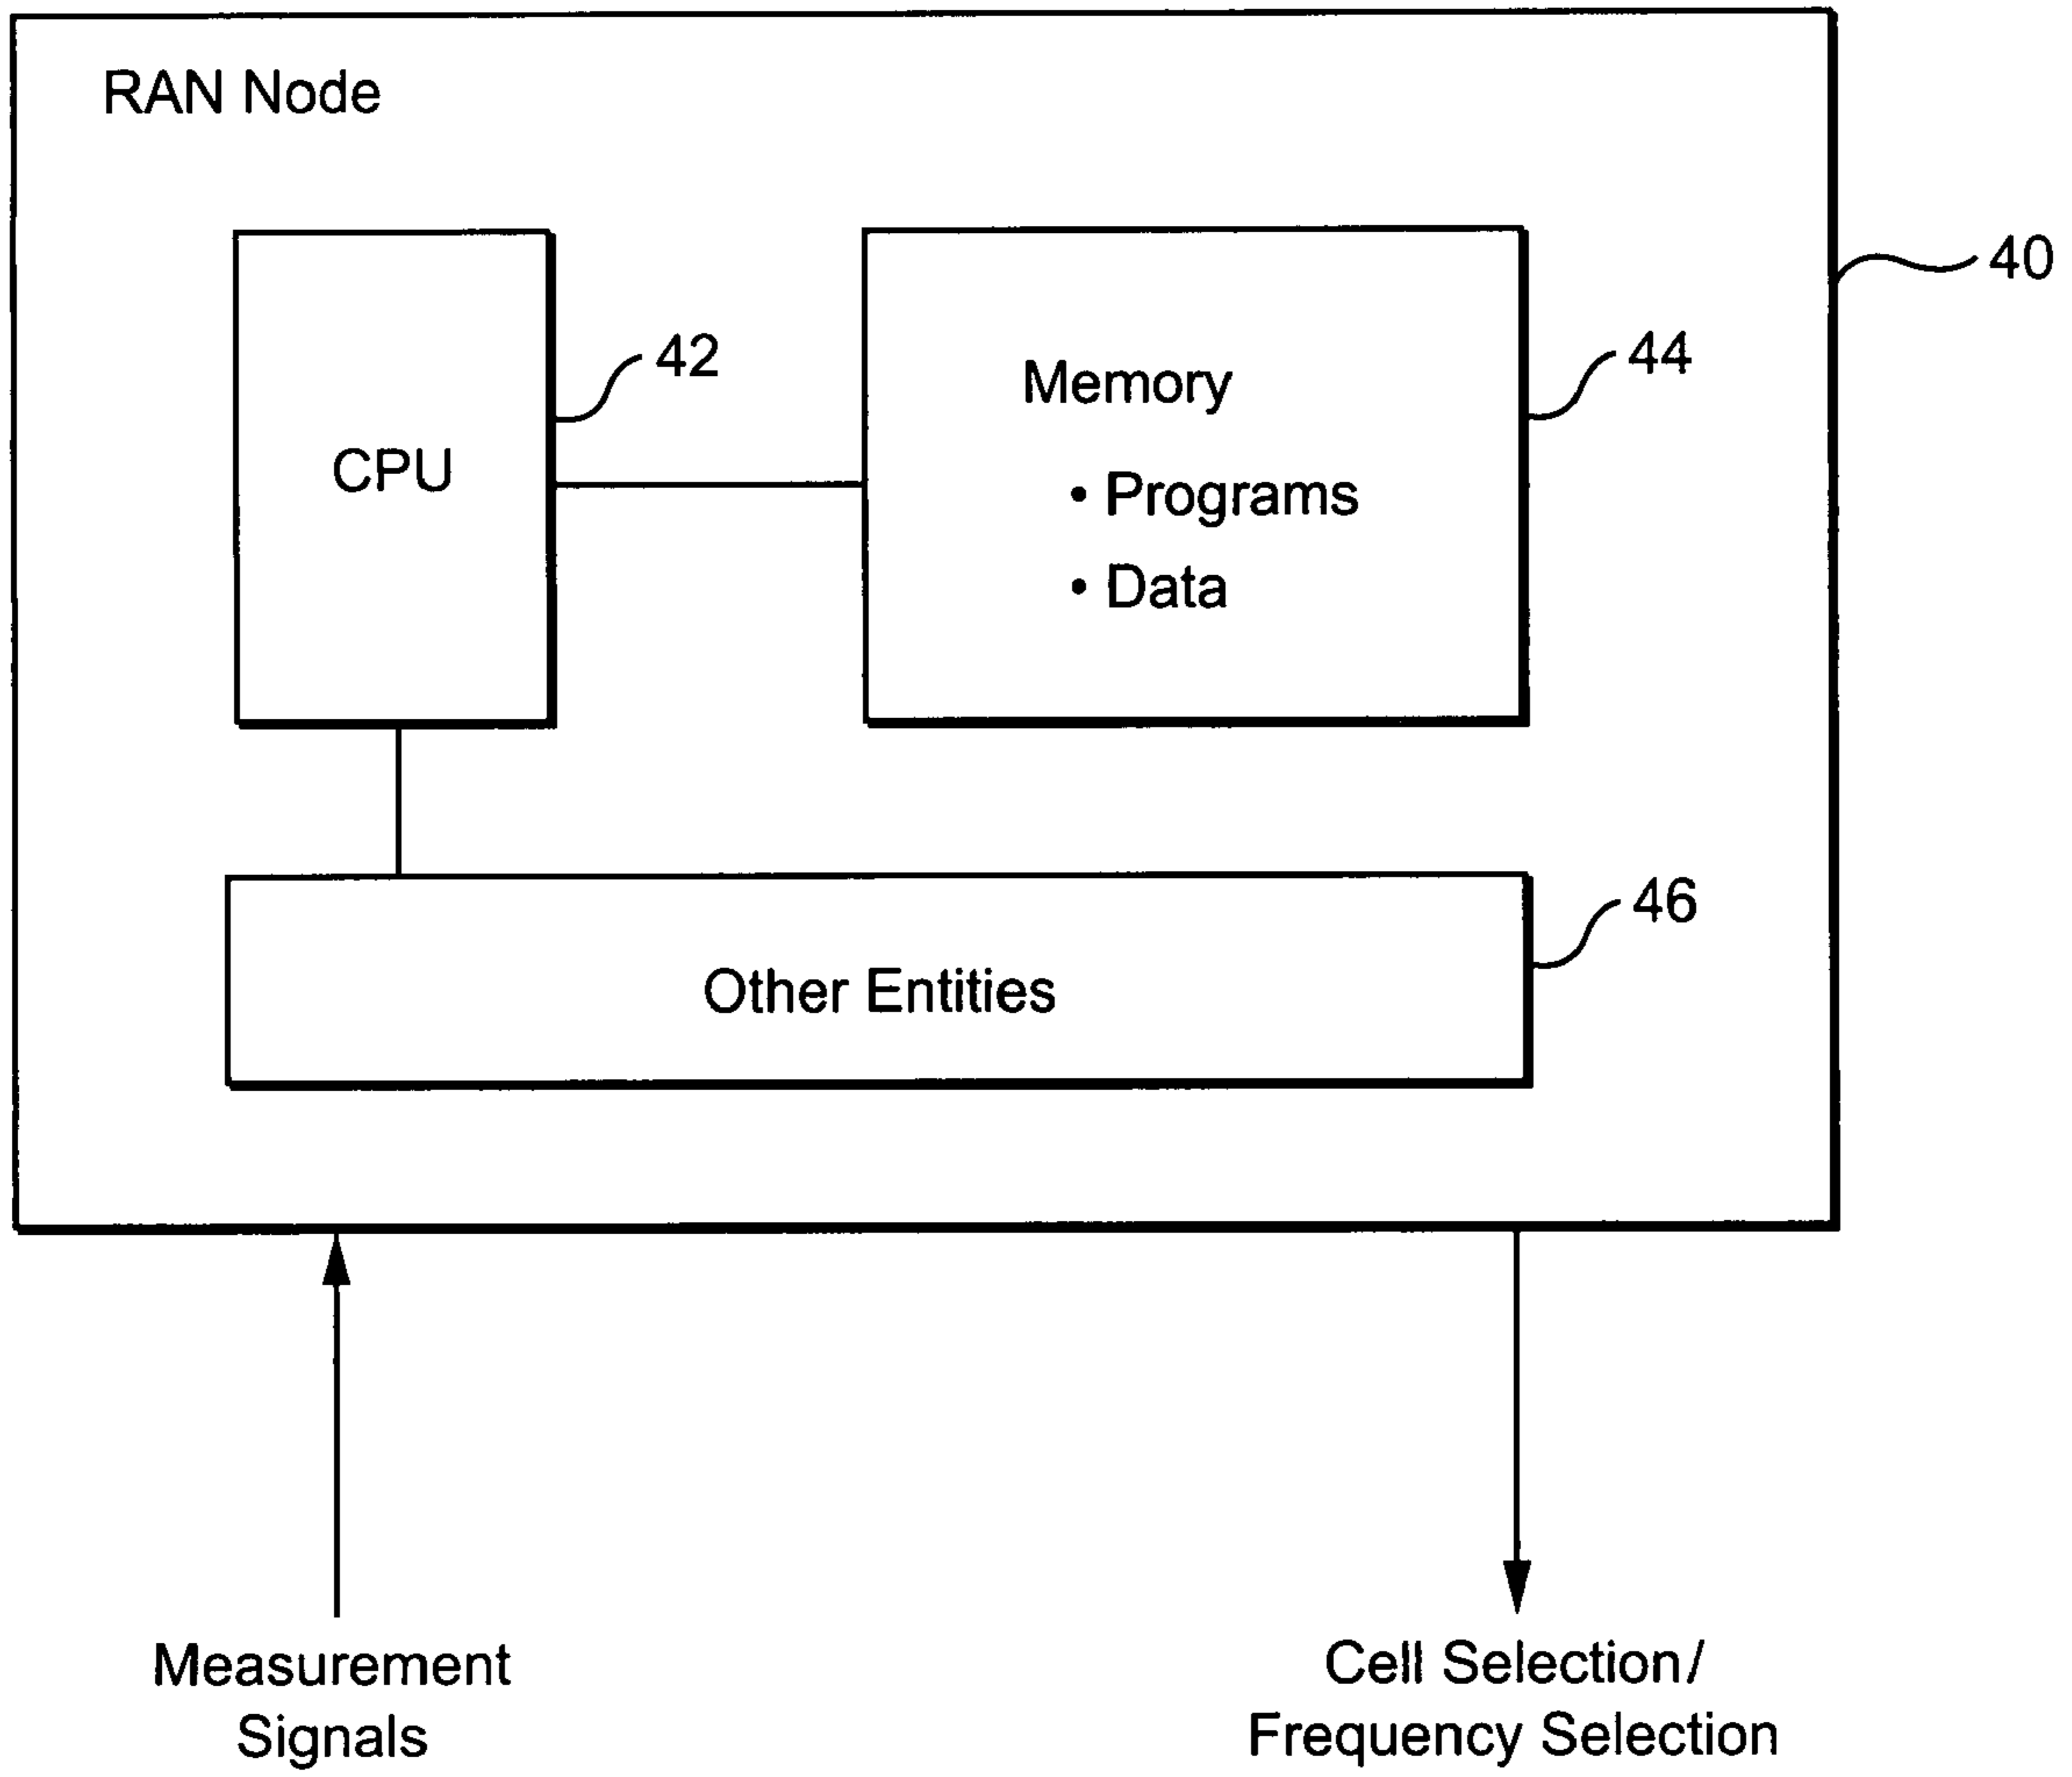 RAN Node
40
42
44
CPU
Memory
• Programs
• Data
46
Other Entities
Measurement
Signals
Cell Selection/
Frequency Selection